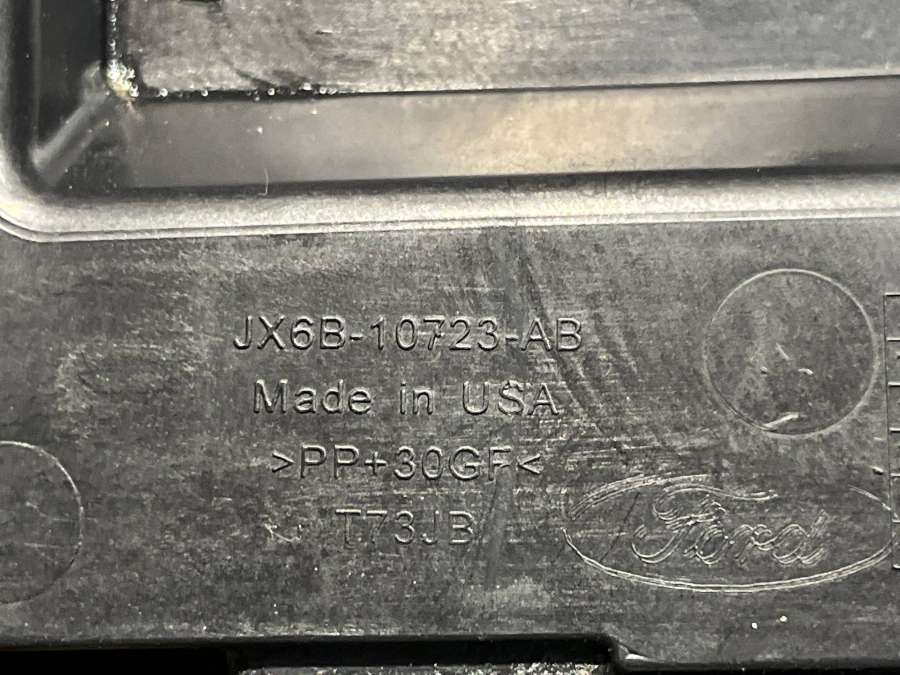 JX6B-10723-AB
Made in USA
>PP+30GF<
T73JB
Ford